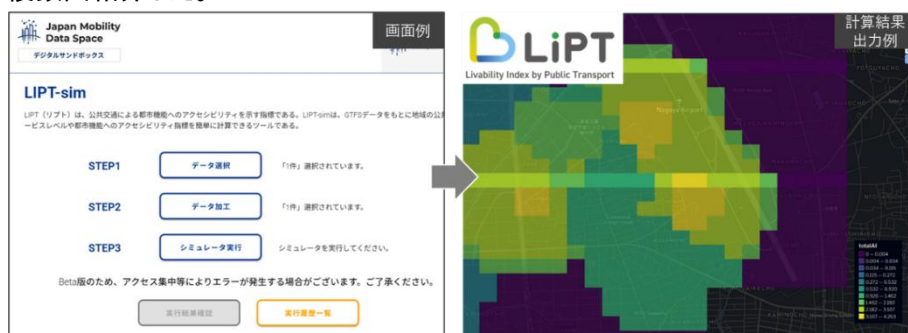 Japan Mobility
Data Space
デジタルサンドボックス
画面例
LIPT-sim
LIPT（リプト）は、公共交通による都市機能へのアクセシビリティを示す指標である。LIPT-simは、GTFSデータをもとに地域の公
ービスレベルや都市機能へのアクセシビリティ指標を簡単に計算できるツールである。
STEP1
データ選択
「1件」選択されています。
STEP2
データ加工
「1件」選択されています。
STEP3
シミュレータ実行
シミュレータを実行してください。
Beta版のため、アクセス集中等によりエラーが発生する場合がございます。ご了承ください。
実行結果確認
実行履歴一覧
LiPT
Livability Index by Public Transport
計算結果
出力例
Nagoya Airport
totalAI